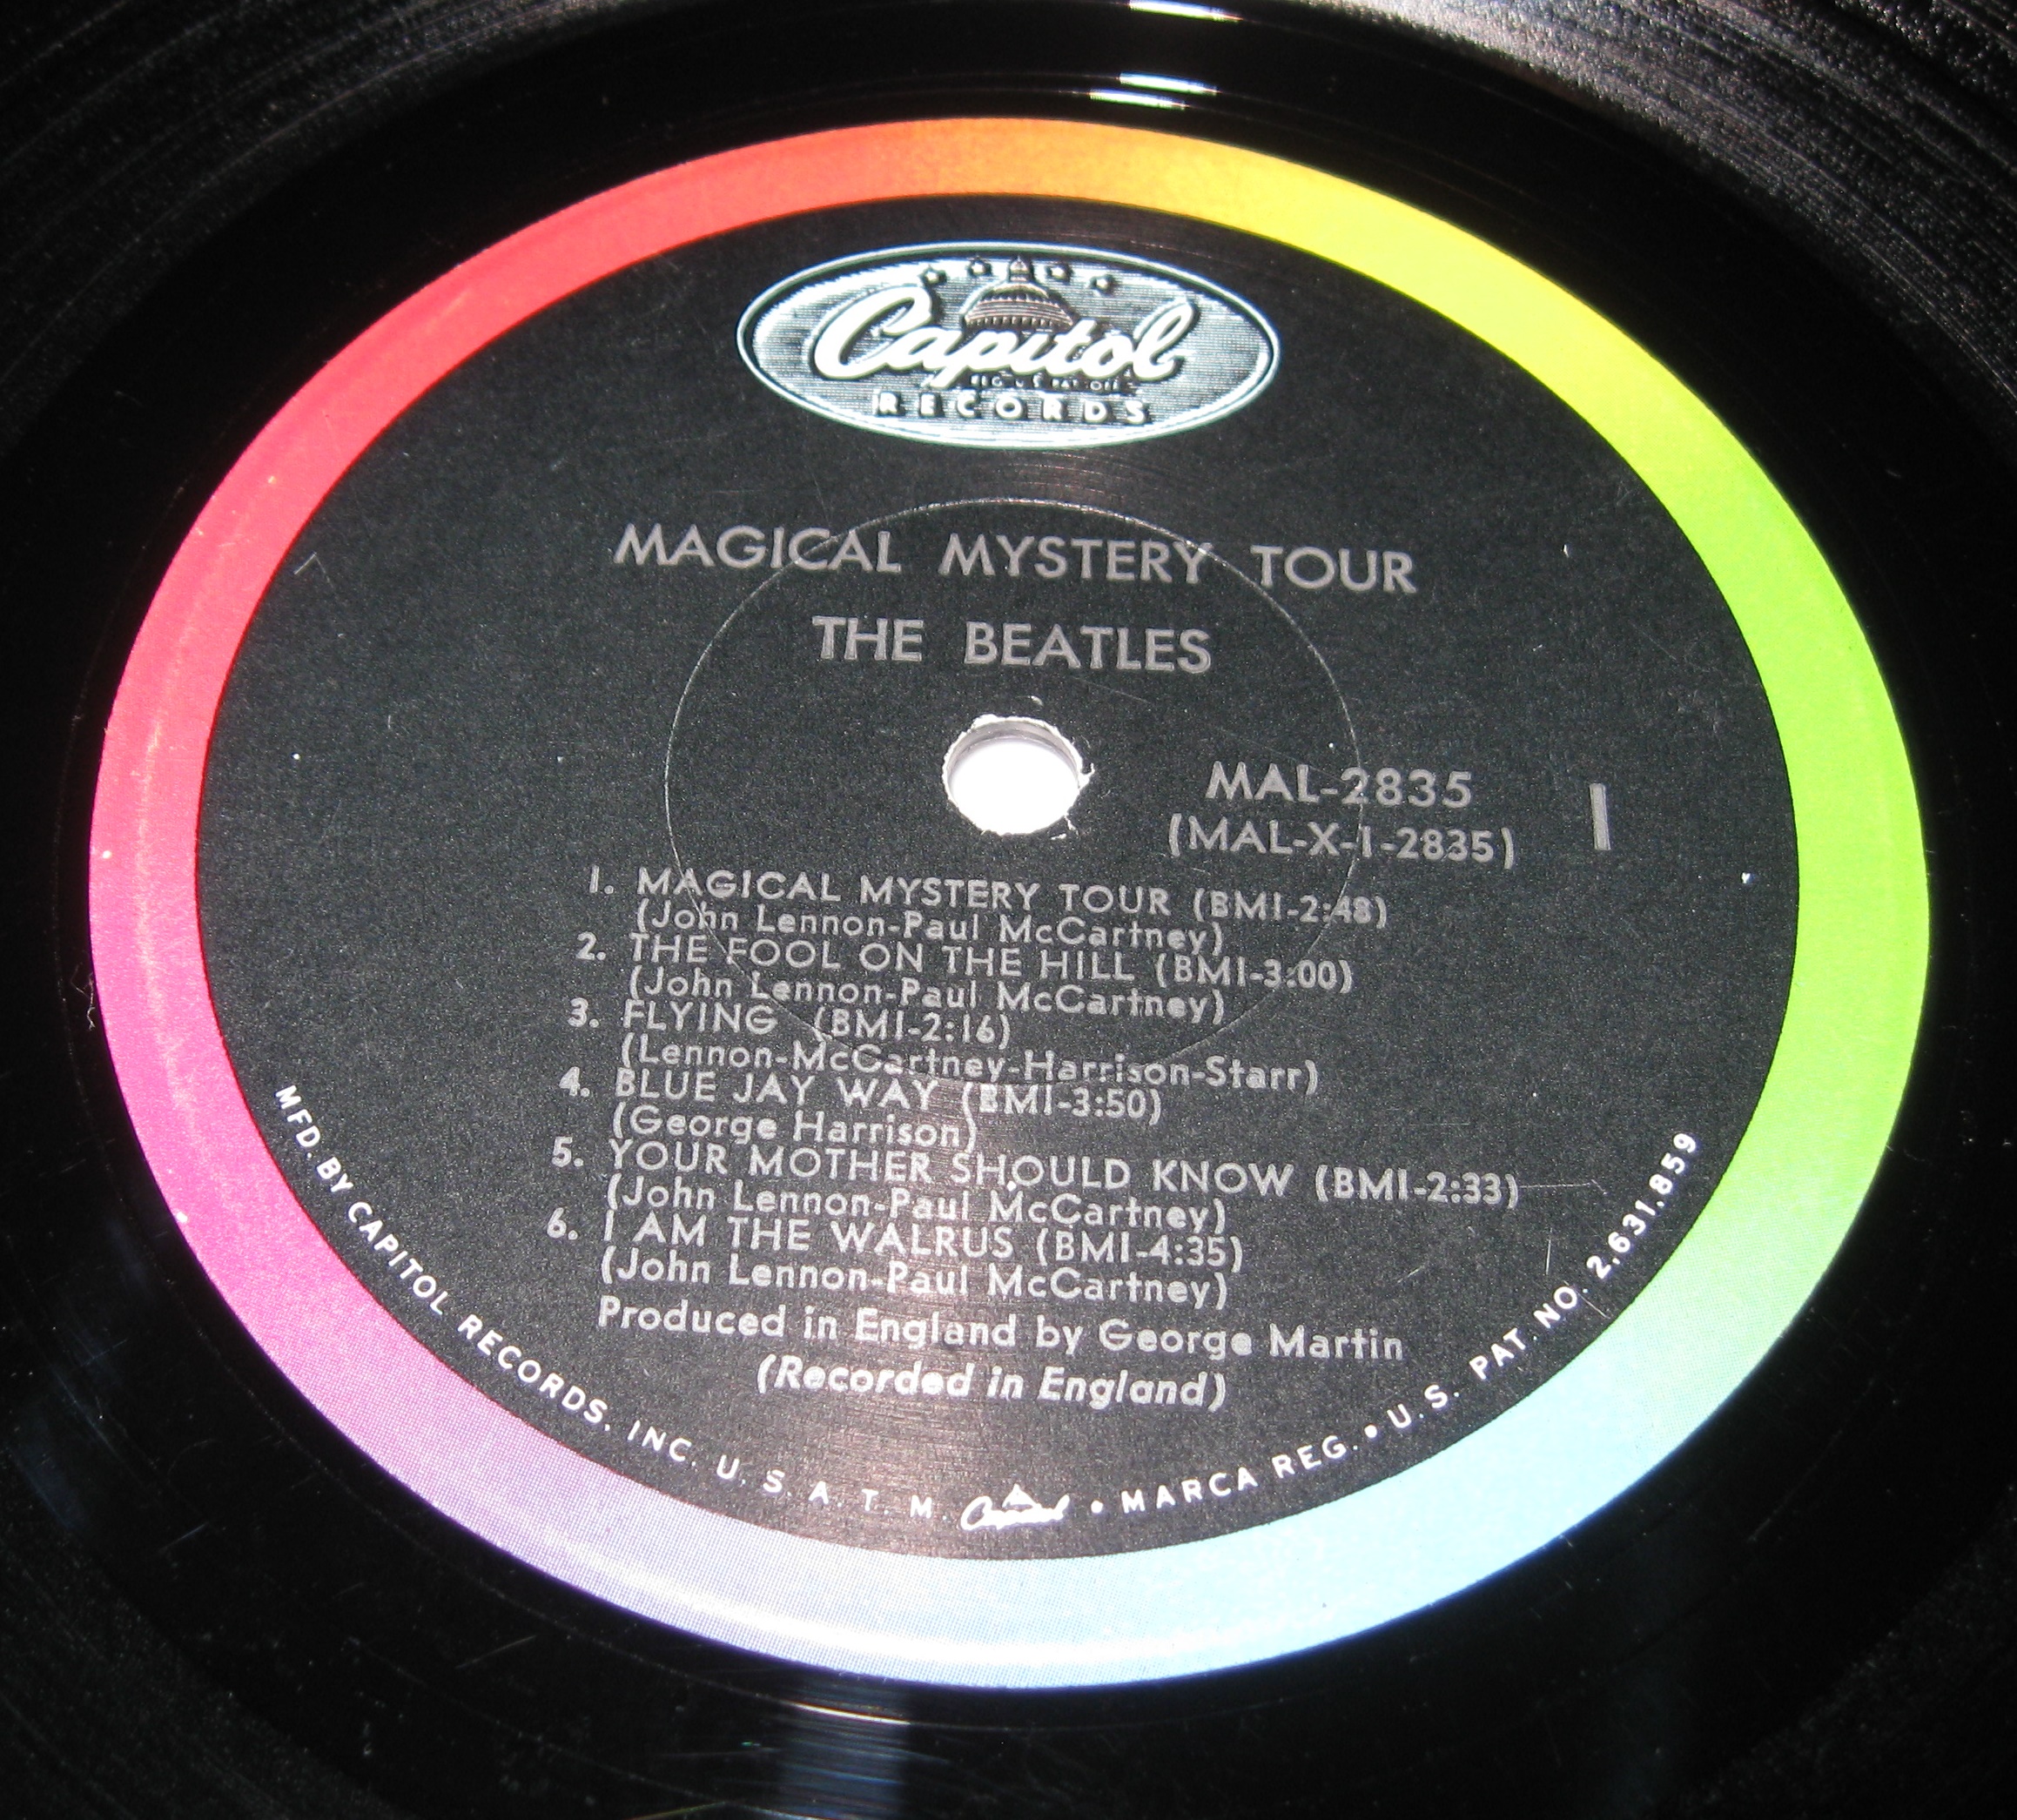 Capitol
RECORDS
MAGICAL MYSTERY TOUR
THE BEATLES
MAL-2835
(MAL-X-1-2835)
1
1. MAGICAL MYSTERY TOUR (BMI-2:48)
(John Lennon-Paul McCartney)
2. THE FOOL ON THE HILL (BMI-3:00)
(John Lennon-Paul McCartney)
3. FLYING (BMI-2:16)
(Lennon-McCartney-Harrison-Starr)
4. BLUE JAY WAY (BMI-3:50)
(George Harrison)
5. YOUR MOTHER SHOULD KNOW (BMI-2:33)
(John Lennon-Paul McCartney)
6. I AM THE WALRUS (BMI-4:35)
(John Lennon-Paul McCartney)
Produced in England by George Martin
(Recorded in England)
MFD. BY CAPITOL RECORDS, INC. U.S.A. T.M. Capitol • MARCA REG. • U.S. PAT. NO. 2,631,859